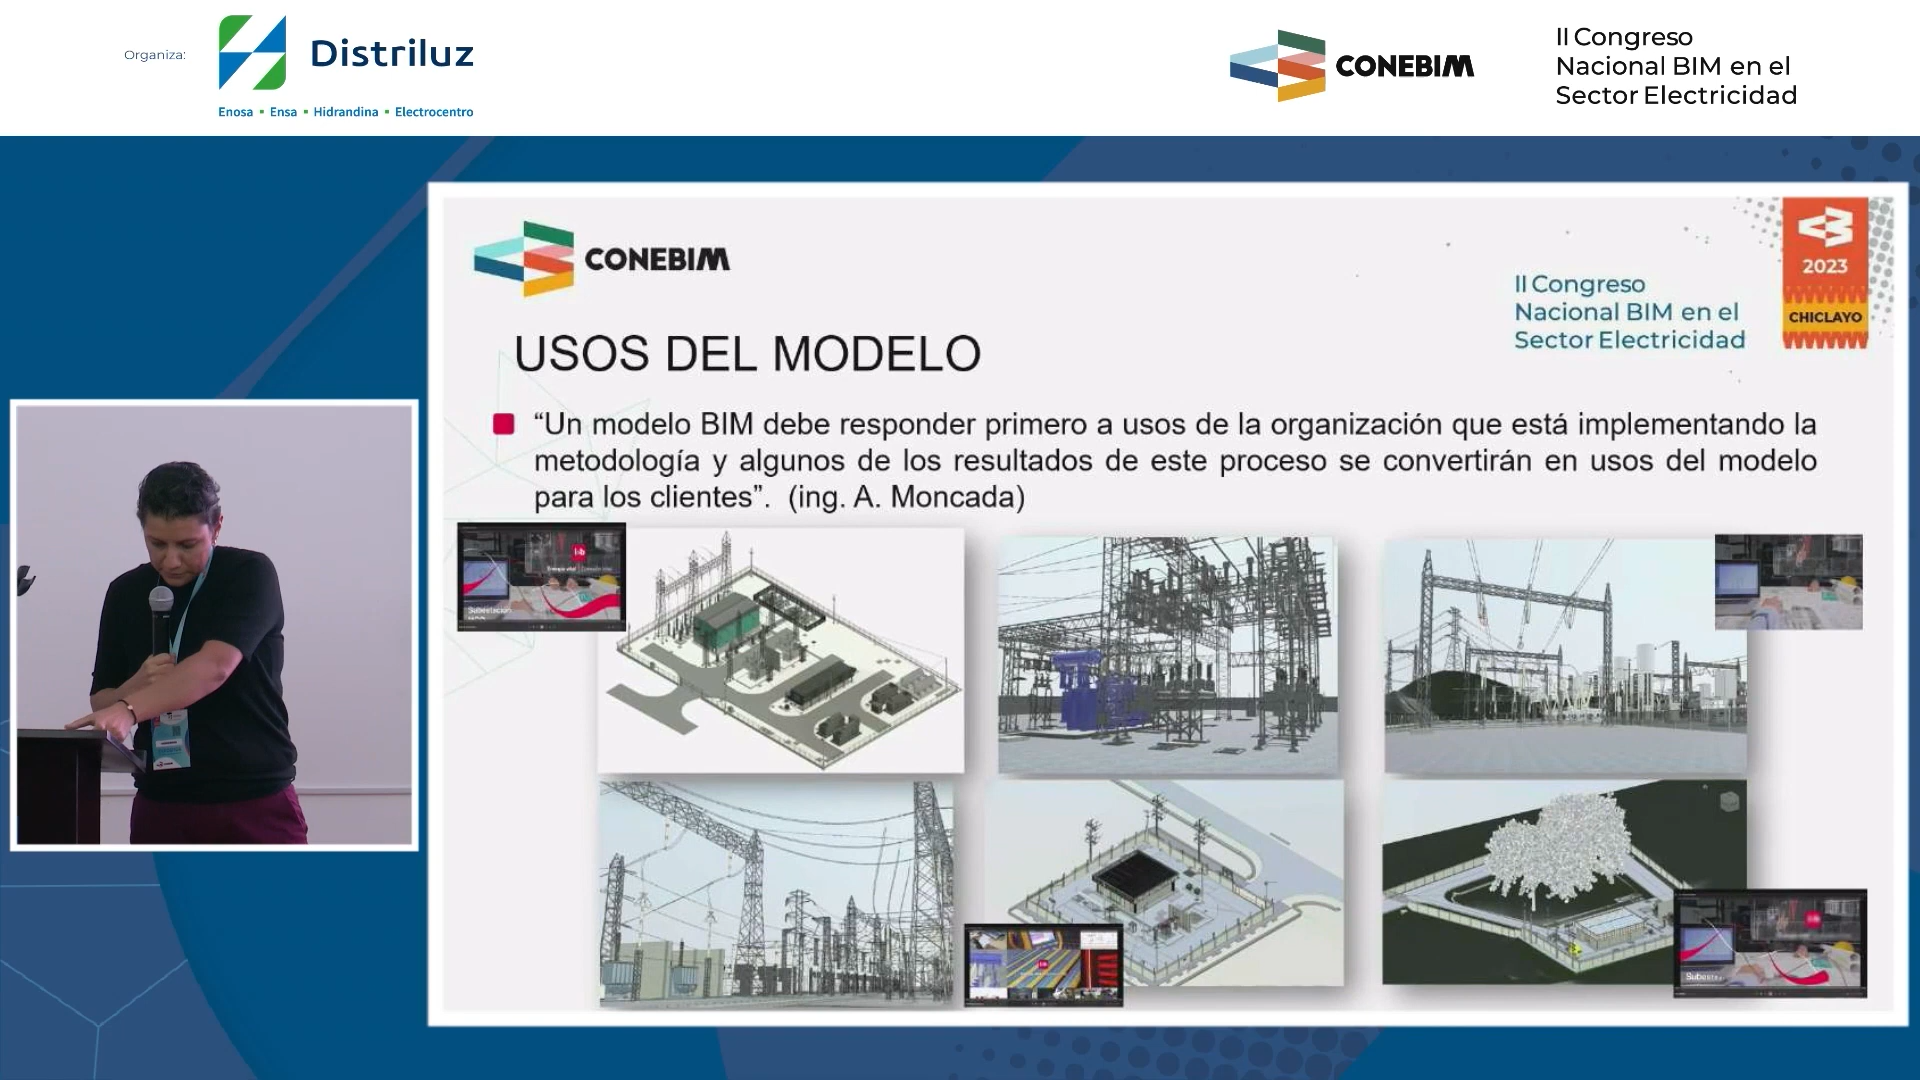 Organiza:
Distriluz
Enosa ▪ Ensa ▪ Hidrandina ▪ Electrocentro
CONEBIM
II Congreso
Nacional BIM en el
Sector Electricidad
CONEBIM
2023
CHICLAYO
II Congreso
Nacional BIM en el
Sector Electricidad
USOS DEL MODELO
“Un modelo BIM debe responder primero a usos de la organización que está implementando la
metodología y algunos de los resultados de este proceso se convertirán en usos del modelo
para los clientes”. (ing. A. Moncada)
Subestación